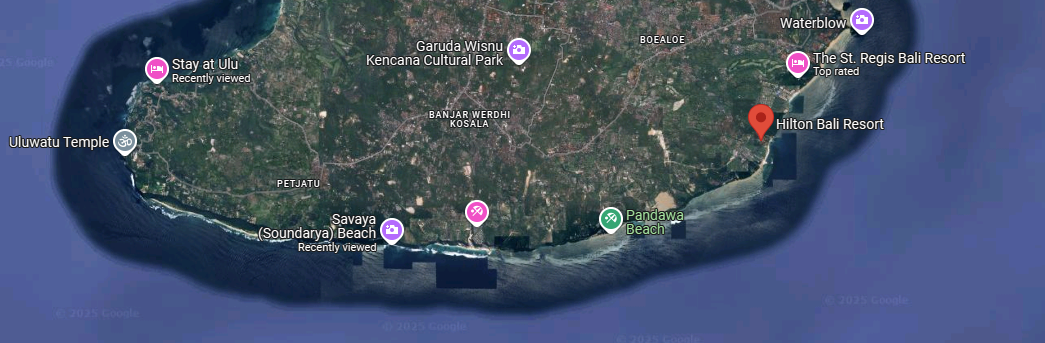 Waterblow
BOEALOE
Garuda Wisnu
Kencana Cultural Park
The St. Regis Bali Resort
Top rated
Stay at Ulu
Recently viewed
25 Google
BANJAR WERDHI
KOSALA
Hilton Bali Resort
Uluwatu Temple
PETJATU
Savaya
(Soundarya) Beach
Recently viewed
Pandawa
Beach
© 2025 Google
© 2025 Google
© 2025 Google
© 2025 Google